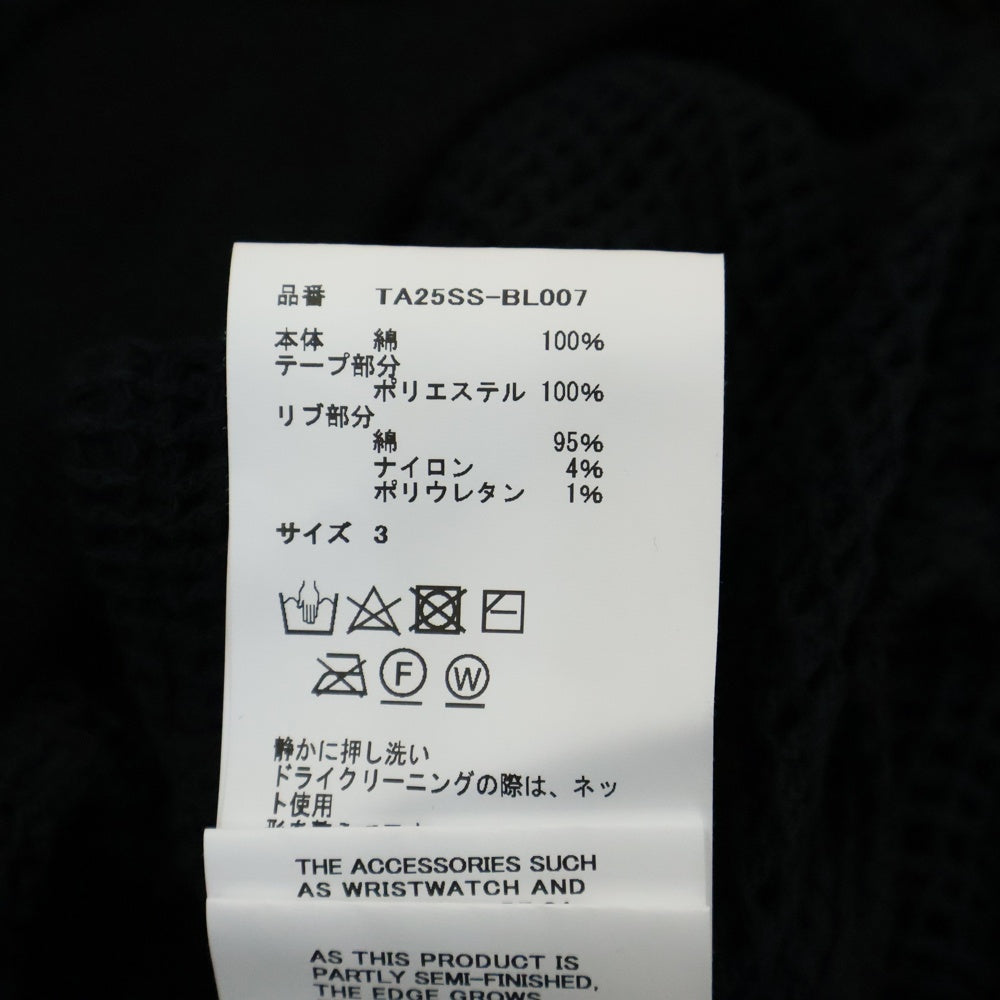 品番 TA25SS-BL007
本体 綿 100%
テープ部分
ポリエステル 100%
リブ部分
綿 95%
ナイロン 4%
ポリウレタン 1%
サイズ 3
F W
静かに押し洗い
ドライクリーニングの際は、ネッ
ト使用
THE ACCESSORIES SUCH
AS WRISTWATCH AND
AS THIS PRODUCT IS
PARTLY SEMI-FINISHED,
THE EDGE GROWS